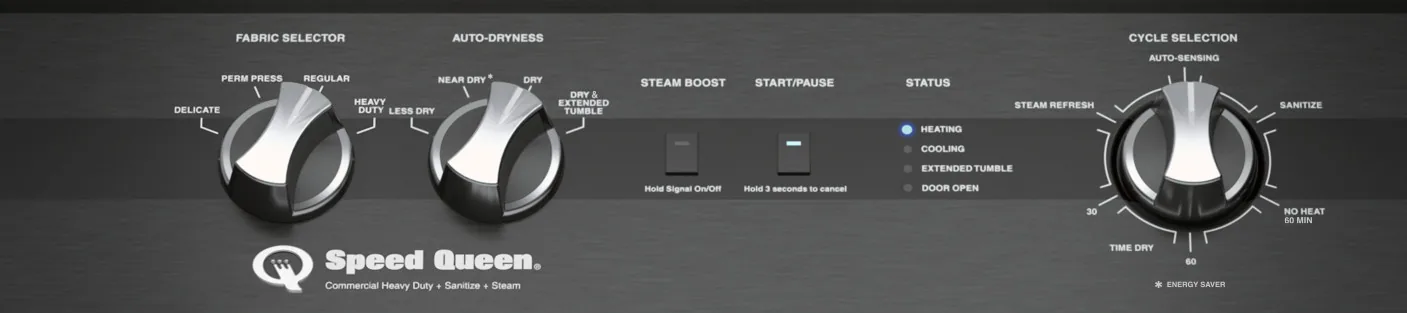 FABRIC SELECTOR
PERM PRESS
REGULAR
DELICATE
HEAVY
DUTY
AUTO-DRYNESS
NEAR DRY*
DRY
LESS DRY
DRY &
EXTENDED
TUMBLE
STEAM BOOST
Hold Signal On/Off
START/PAUSE
Hold 3 seconds to cancel
STATUS
HEATING
COOLING
EXTENDED TUMBLE
DOOR OPEN
CYCLE SELECTION
AUTO-SENSING
STEAM REFRESH
SANITIZE
30
NO HEAT
60 MIN
TIME DRY
60
* ENERGY SAVER
Speed Queen®
Commercial Heavy Duty + Sanitize + Steam